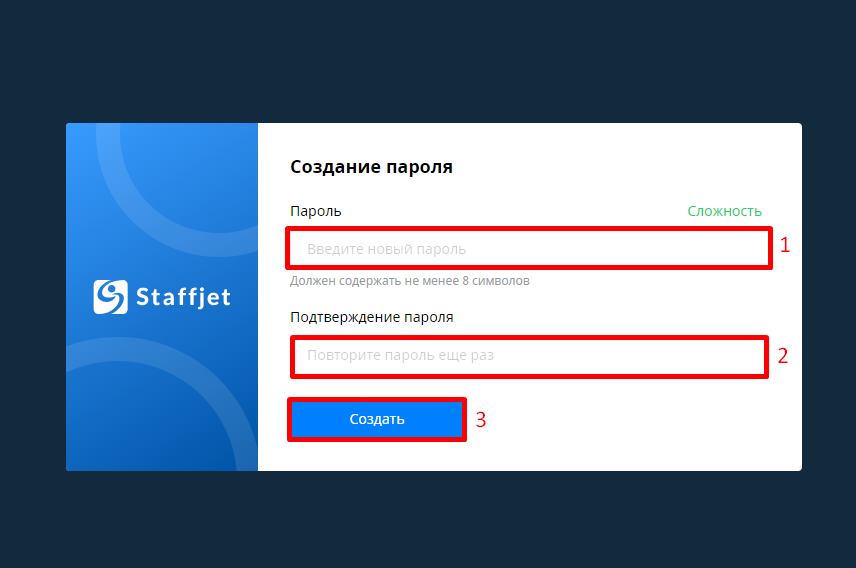 Создание пароля
Пароль Сложность
Введите новый пароль 1
Должен содержать не менее 8 символов
Staffjet
Подтверждение пароля
Повторите пароль еще раз 2
Создать 3